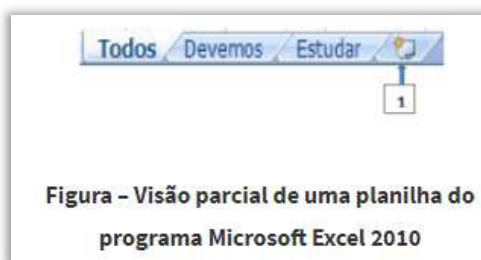 Todos Devemos Estudar
1
Figura – Visão parcial de uma planilha do
programa Microsoft Excel 2010